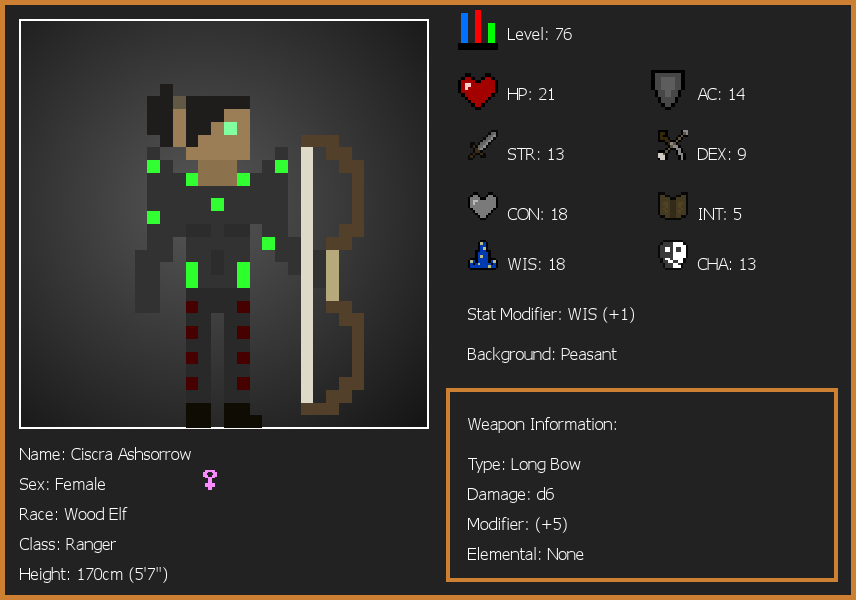 Level: 76
HP: 21
AC: 14
STR: 13
DEX: 9
CON: 18
INT: 5
WIS: 18
CHA: 13
Stat Modifier: WIS (+1)
Background: Peasant
Weapon Information:
Type: Long Bow
Damage: d6
Modifier: (+5)
Elemental: None
Name: Ciscra Ashsorrow
Sex: Female
Race: Wood Elf
Class: Ranger
Height: 170cm (5'7")